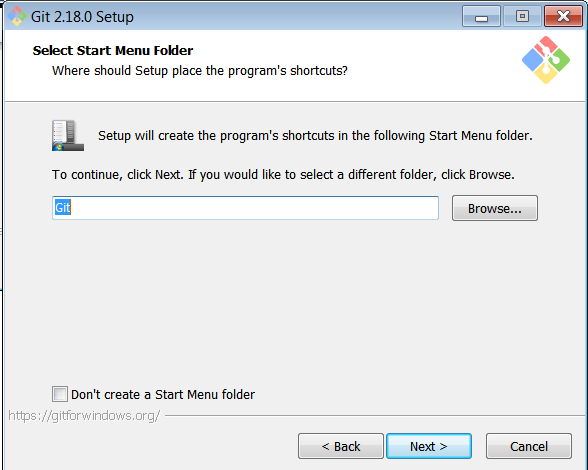 Git 2.18.0 Setup
Select Start Menu Folder
Where should Setup place the program's shortcuts?
Setup will create the program's shortcuts in the following Start Menu folder.
To continue, click Next. If you would like to select a different folder, click Browse.
Git
Browse...
Don't create a Start Menu folder
https://gitforwindows.org/
< Back
Next >
Cancel